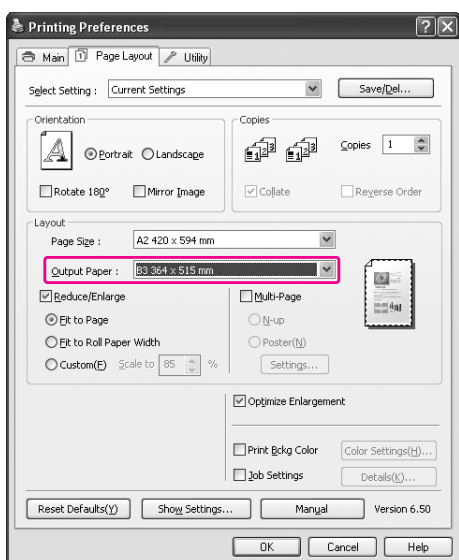 Printing Preferences
Main Page Layout Utility
Select Setting : Current Settings Save/Del...
Orientation Copies
Portrait Landscape Copies 1
Rotate 180° Mirror Image Collate Reverse Order
Layout
Page Size : A2 420 x 594 mm
Output Paper : B3 364 x 515 mm
Reduce/Enlarge Multi-Page
Fit to Page N-up
Fit to Roll Paper Width Poster(N)
Custom(F) Scale to 85 % Settings...
Optimize Enlargement
Print Bckg Color Color Settings(H)...
Job Settings Details(K)...
Reset Defaults(Y) Show Settings... Manual Version 6.50
OK Cancel Help